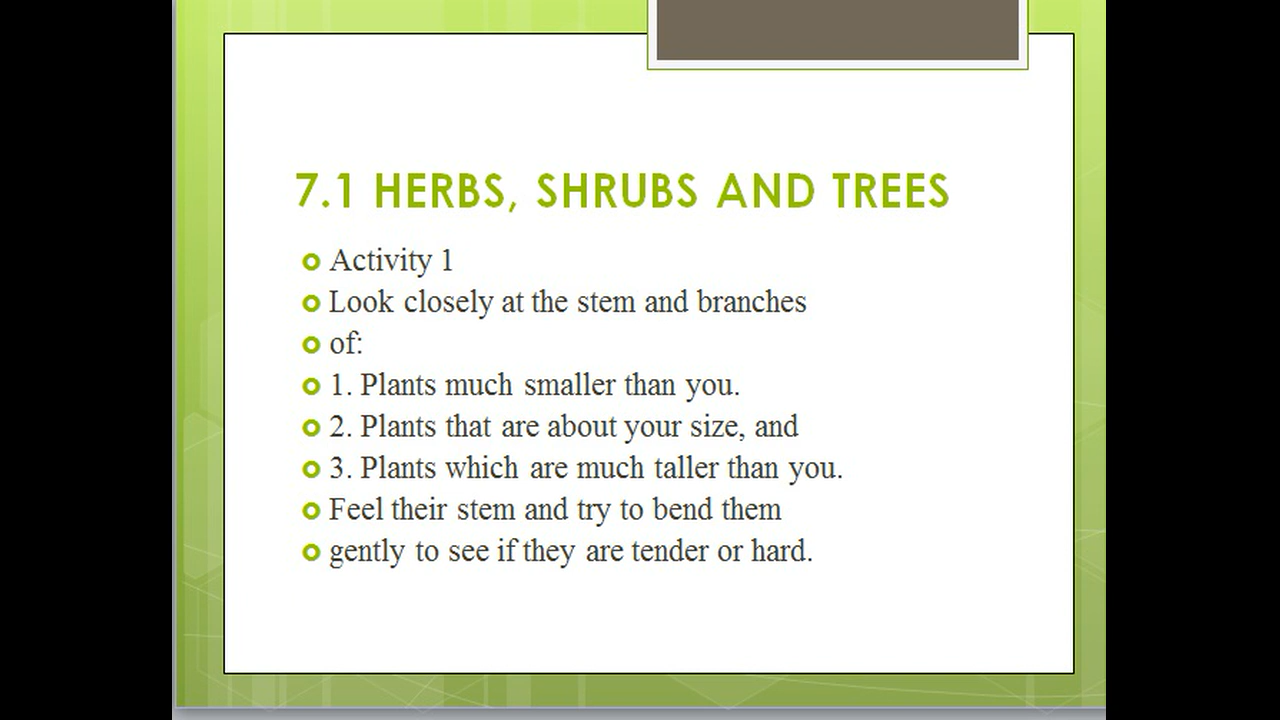 7.1 HERBS, SHRUBS AND TREES
Activity 1
Look closely at the stem and branches
of:
1. Plants much smaller than you.
2. Plants that are about your size, and
3. Plants which are much taller than you.
Feel their stem and try to bend them
gently to see if they are tender or hard.